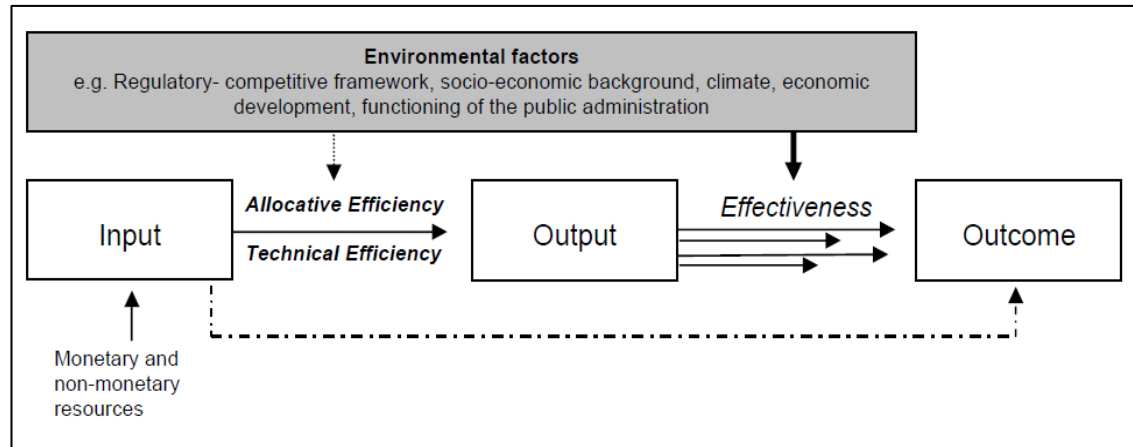 Environmental factors
e.g. Regulatory- competitive framework, socio-economic background, climate, economic
development, functioning of the public administration
Input
Allocative Efficiency
Technical Efficiency
Output
Effectiveness
Outcome
Monetary and
non-monetary
resources